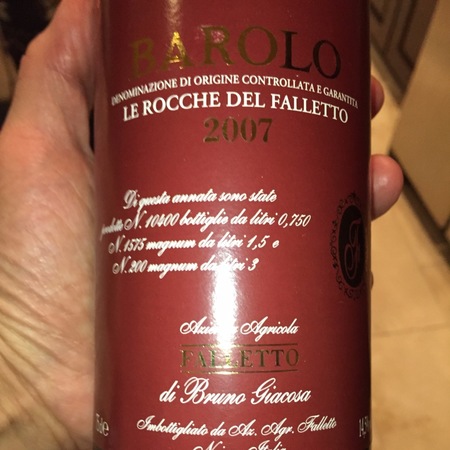 BAROLO
DENOMINAZIONE DI ORIGINE CONTROLLATA E GARANTITA
LE ROCCHE DEL FALLETTO
2007
Di questa annata sono state
prodotte N. 10400 bottiglie da litri 0,750
N. 1575 magnum da litri 1,5 e
N. 200 magnum da litri 3
Azienda Agricola
FALLETTO
di Bruno Giacosa
Imbottigliato da Az. Agr. Falletto
Italia